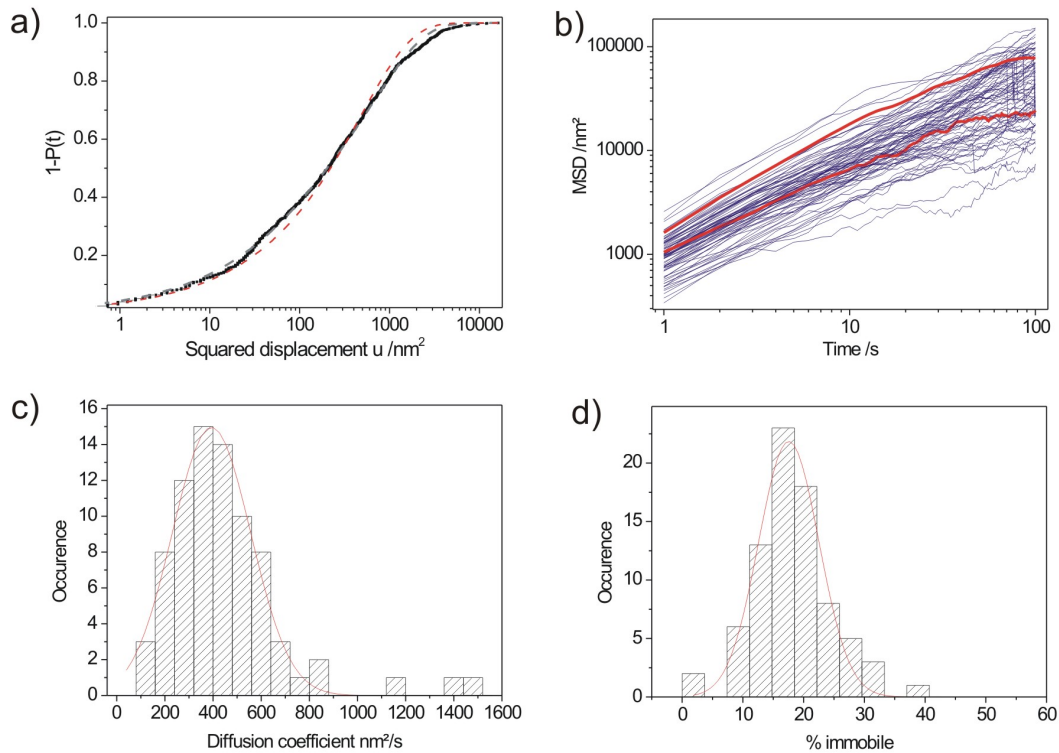 a)
1-P(t)
1.0
0.8
0.6
0.4
0.2
1 10 100 1000 10000
Squared displacement u /nm²
b)
MSD /nm²
100000
10000
1000
1 10 100
Time /s
c)
Occurence
16
14
12
10
8
6
4
2
0
0 200 400 600 800 1000 1200 1400 1600
Diffusion coefficient nm²/s
d)
Occurence
20
15
10
5
0
0 10 20 30 40 50 60
% immobile